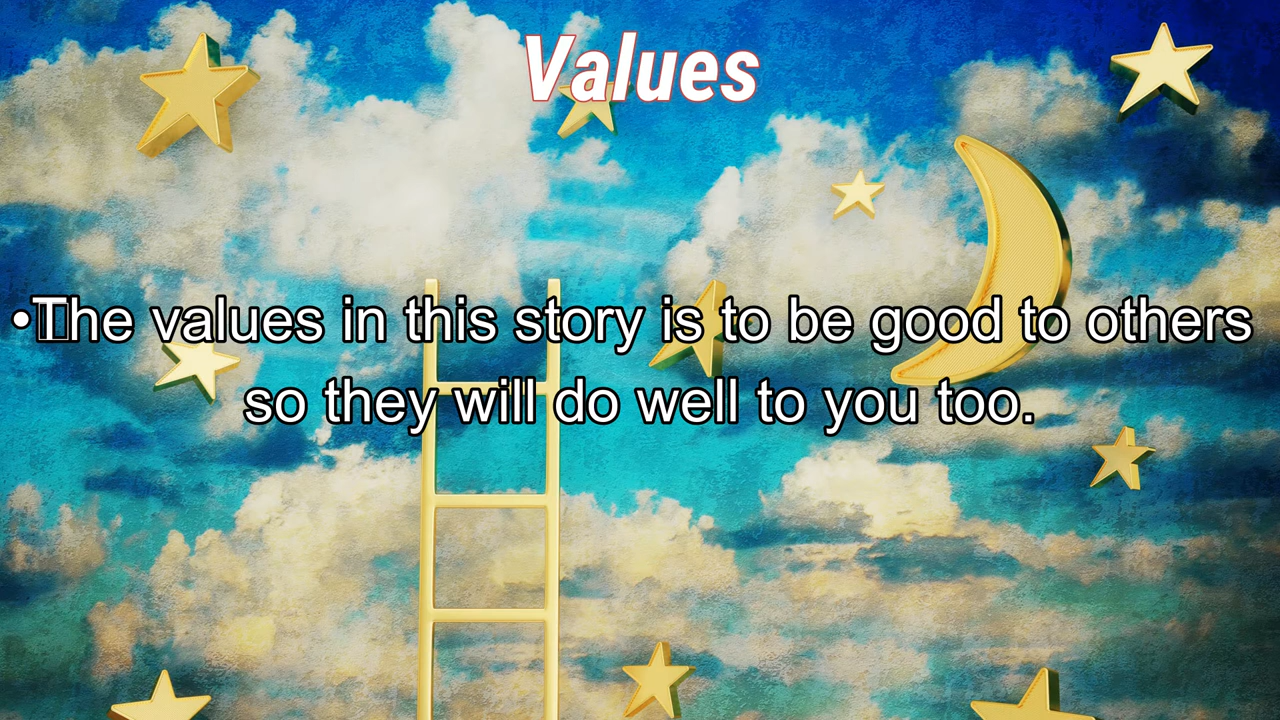 Values
•The values in this story is to be good to others
so they will do well to you too.